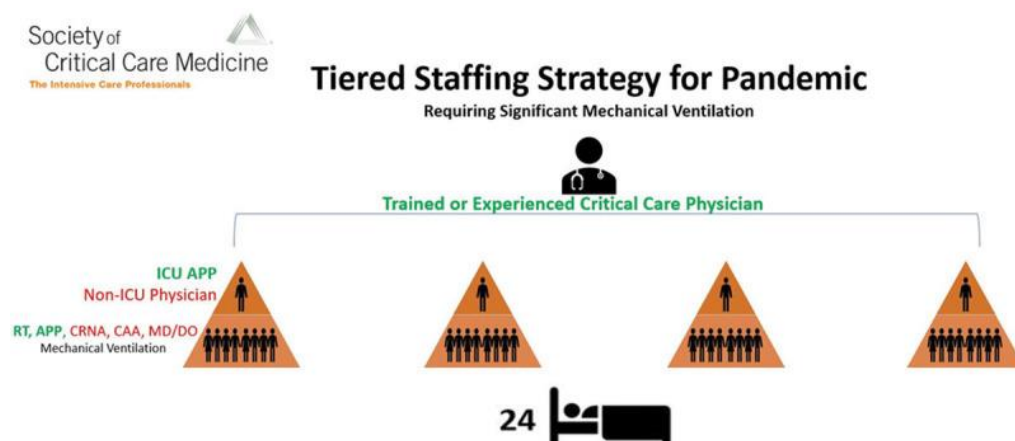 Society of
Critical Care Medicine
The Intensive Care Professionals
Tiered Staffing Strategy for Pandemic
Requiring Significant Mechanical Ventilation
Trained or Experienced Critical Care Physician
ICU APP
Non-ICU Physician
RT, APP, CRNA, CAA, MD/DO
Mechanical Ventilation
24